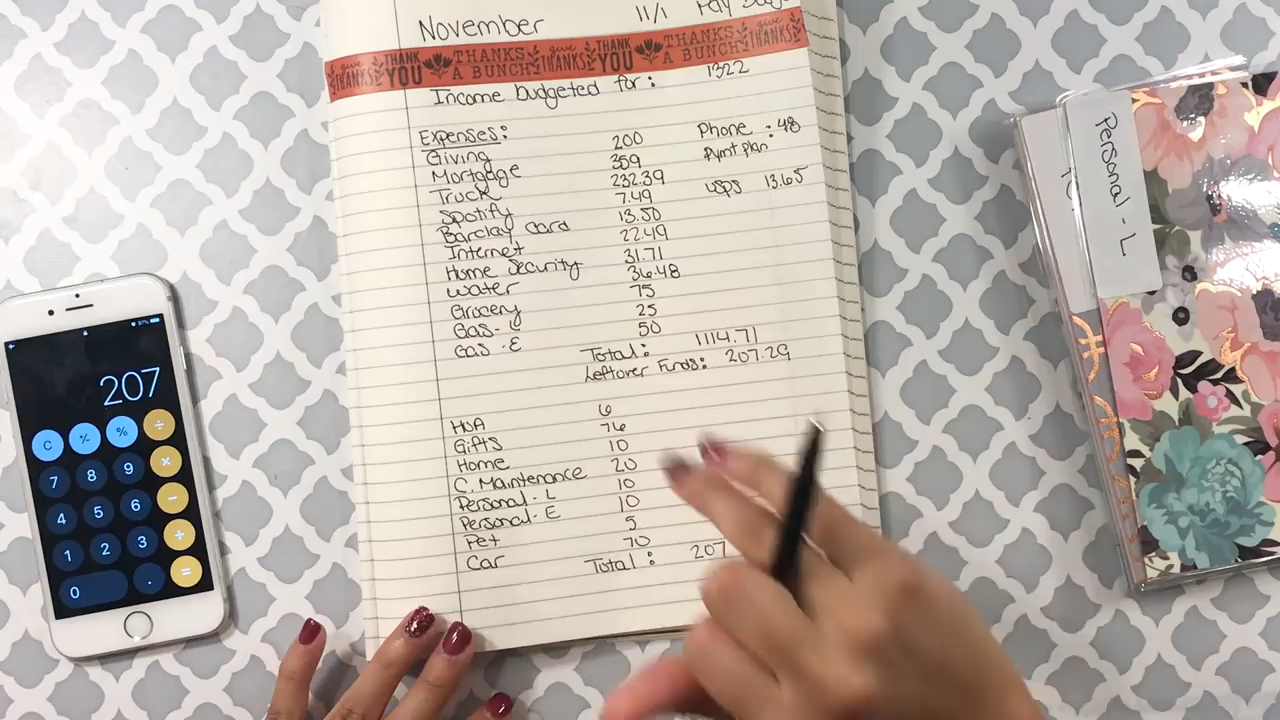 November 11/1 Pay
give THANKS THANK YOU THANKS A BUNCH give THANKS THANK YOU THANKS A BUNCH give THANKS
Income budgeted for: 1322
Expenses:
Giving 200
Mortgage 359
Truck 232.39
Spotify 7.49
Barclay Card 13.50
Internet 22.49
Home Security 31.71
Water 36.48
Grocery 75
Gas- L 25
Gas - E 50
Total: 1114.71
Leftover Funds: 207.29
Phone : 48
Pymt plan
USPS 13.65
HSA 6
Gifts 76
Home 10
C. Maintenance 20
Personal - L 10
Personal - E 10
Pet 5
Car 70
Total: 207
207
C % ÷
7 8 9 ×
4 5 6 −
1 2 3 +
0 . =
Personal - L